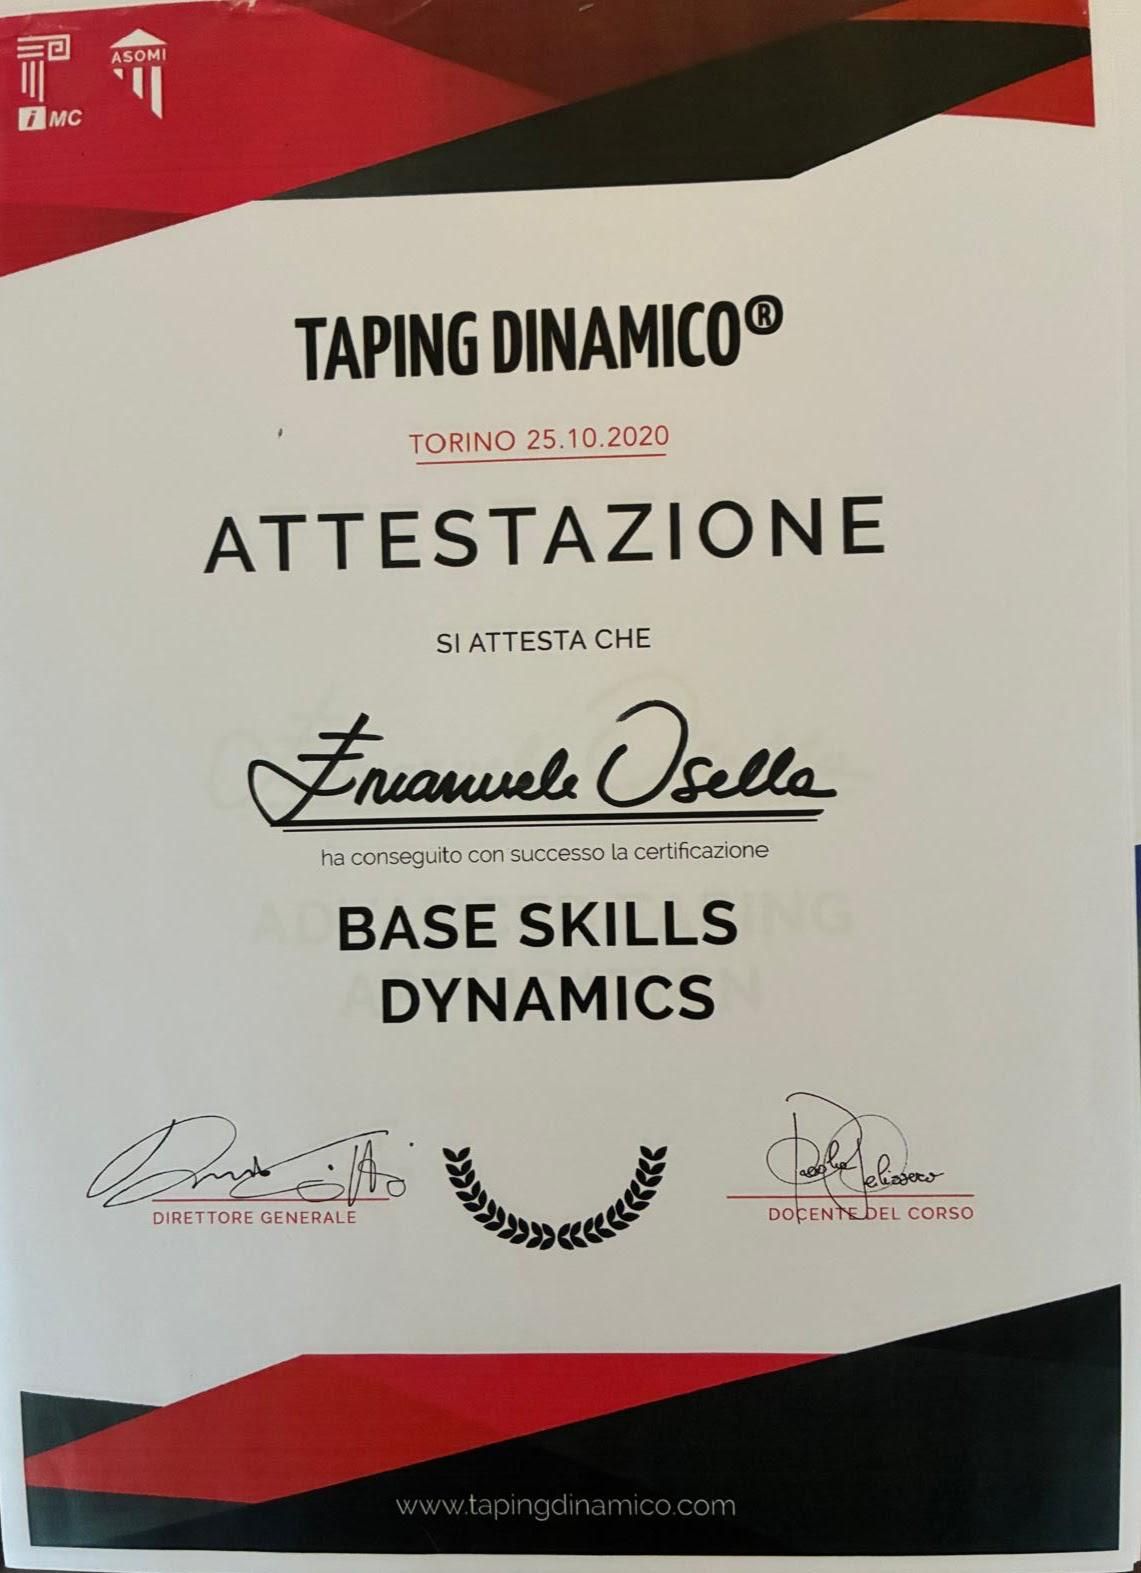 iMC
ASOMI
TAPING DINAMICO®
TORINO 25.10.2020
ATTESTAZIONE
SI ATTESTA CHE
Emanuele Osella
ha conseguito con successo la certificazione
BASE SKILLS
DYNAMICS
DIRETTORE GENERALE
DOCENTE DEL CORSO
www.tapingdinamico.com